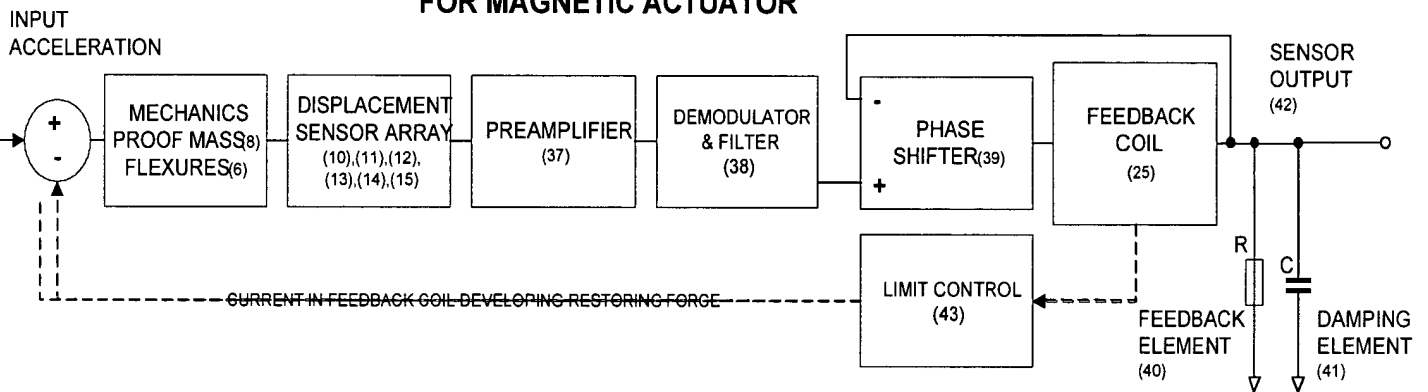 FOR MAGNETIC ACTUATOR
INPUT
ACCELERATION
+
-
MECHANICS
PROOF MASS(8)
FLEXURES(6)
DISPLACEMENT
SENSOR ARRAY
(10),(11),(12),
(13),(14),(15)
PREAMPLIFIER
(37)
DEMODULATOR
& FILTER
(38)
-
PHASE
SHIFTER(39)
+
FEEDBACK
COIL
(25)
SENSOR
OUTPUT
(42)
CURRENT IN FEEDBACK COIL DEVELOPING RESTORING FORCE
LIMIT CONTROL
(43)
R
FEEDBACK
ELEMENT
(40)
C
DAMPING
ELEMENT
(41)